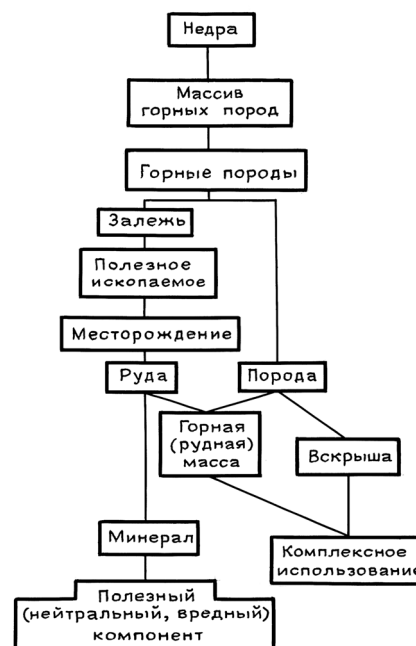 Недра
Массив
горных пород
Горные породы
Залежь
Полезное
ископаемое
Месторождение
Руда
Порода
Горная
(рудная)
масса
Вскрыша
Минерал
Комплексное
использование
Полезный
(нейтральный, вредный)
компонент